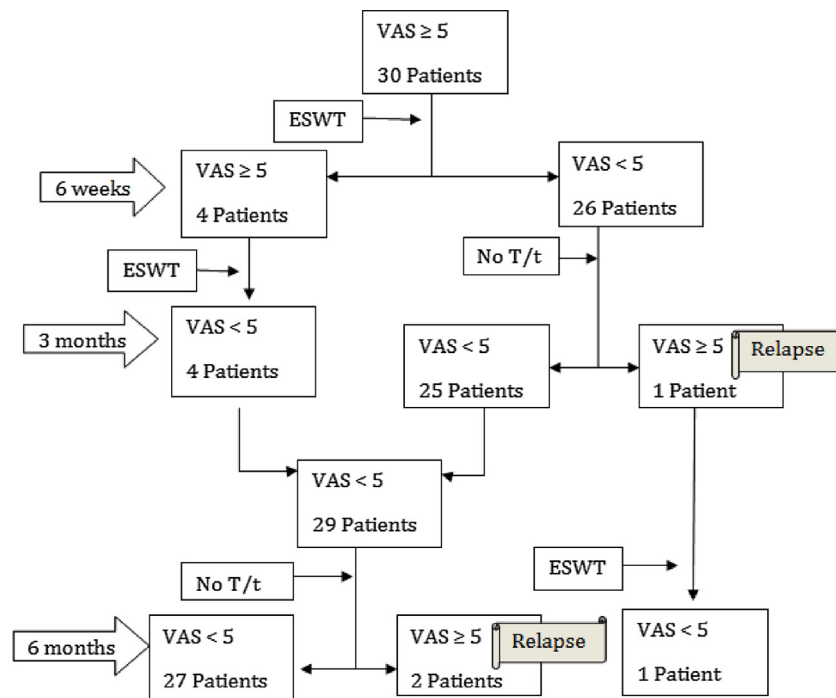 VAS ≥ 5
30 Patients
ESWT
6 weeks
VAS ≥ 5
4 Patients
VAS < 5
26 Patients
ESWT
No T/t
3 months
VAS < 5
4 Patients
VAS < 5
25 Patients
VAS ≥ 5
1 Patient
Relapse
VAS < 5
29 Patients
No T/t
ESWT
6 months
VAS < 5
27 Patients
VAS ≥ 5
2 Patients
Relapse
VAS < 5
1 Patient